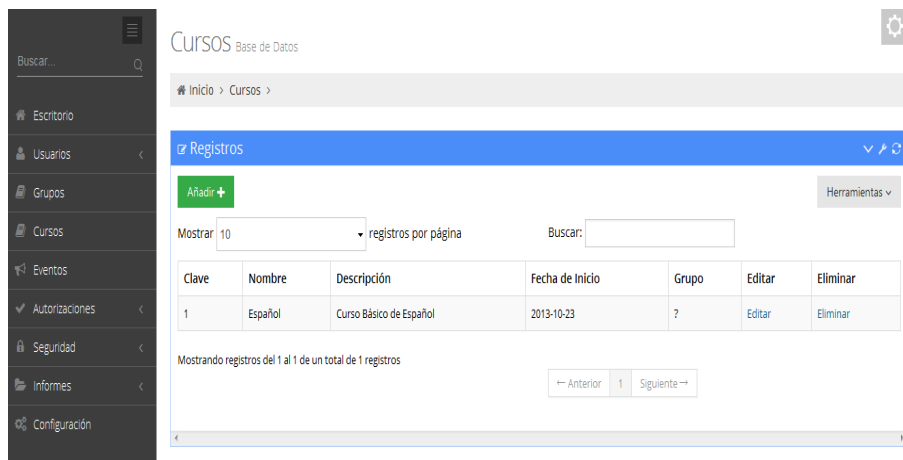 Buscar...
Escritorio
Usuarios
Grupos
Cursos
Eventos
Autorizaciones
Seguridad
Informes
Configuración
Cursos Base de Datos
Inicio > Cursos >
Registros
Añadir +
Herramientas
Mostrar 10 registros por página Buscar:
Clave Nombre Descripción Fecha de Inicio Grupo Editar Eliminar
1 Español Curso Básico de Español 2013-10-23 ? Editar Eliminar
Mostrando registros del 1 al 1 de un total de 1 registros
← Anterior 1 Siguiente →